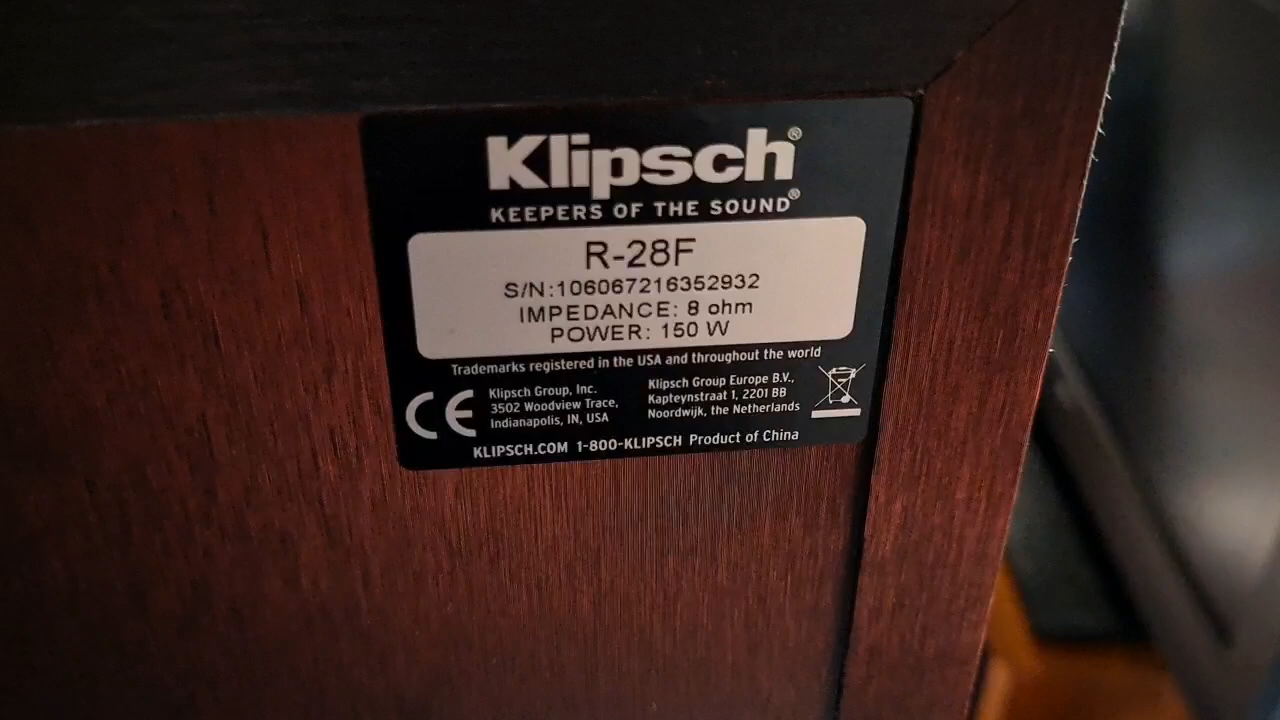 Klipsch®
KEEPERS OF THE SOUND®
R-28F
S/N:106067216352932
IMPEDANCE: 8 ohm
POWER: 150 W
Trademarks registered in the USA and throughout the world
CE
Klipsch Group, Inc.
3502 Woodview Trace,
Indianapolis, IN, USA
Klipsch Group Europe B.V.,
Kapteynstraat 1, 2201 BB
Noordwijk, the Netherlands
KLIPSCH.COM 1-800-KLIPSCH Product of China